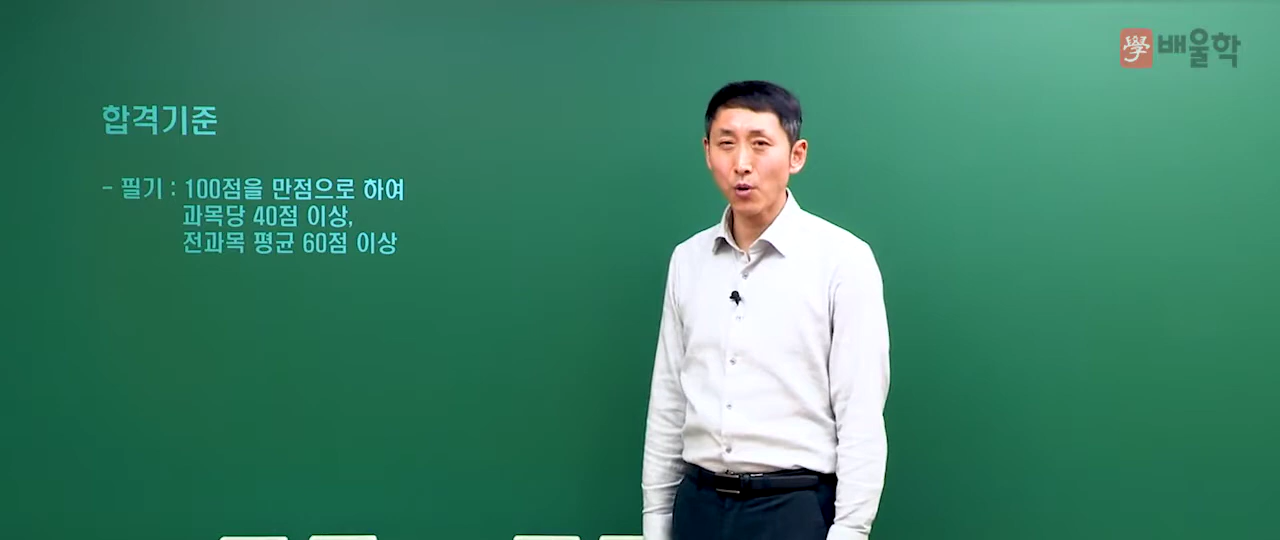 學 배울학
합격기준
- 필기 : 100점을 만점으로 하여
과목당 40점 이상,
전과목 평균 60점 이상